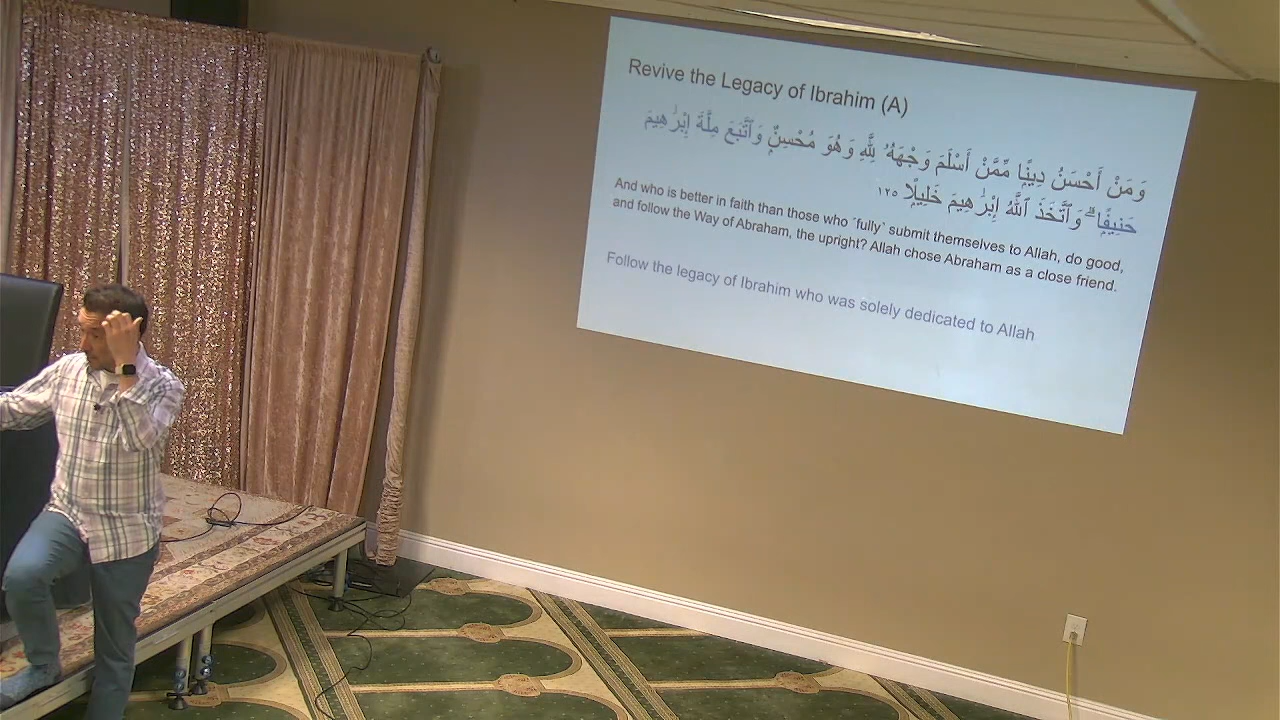 Revive the Legacy of Ibrahim (A)
وَمَنْ أَحْسَنُ دِينًا مِّمَّنْ أَسْلَمَ وَجْهَهُۥ لِلَّهِ وَهُوَ مُحْسِنٌ وَٱتَّبَعَ مِلَّةَ إِبْرَٰهِيمَ
حَنِيفًا ۗ وَٱتَّخَذَ ٱللَّهُ إِبْرَٰهِيمَ خَلِيلًا ١٢٥
And who is better in faith than those who ˹fully˺ submit themselves to Allah, do good,
and follow the Way of Abraham, the upright? Allah chose Abraham as a close friend.
Follow the legacy of Ibrahim who was solely dedicated to Allah